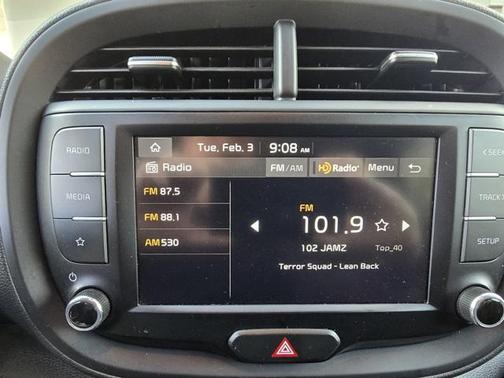 Tue, Feb. 3 9:08 AM
Radio FM/AM HD Radio Menu
RADIO
MEDIA
FM 87.5
FM 88.1
AM 530
FM
101.9
102 JAMZ Top_40
Terror Squad - Lean Back
< SEEK
TRACK
SETUP